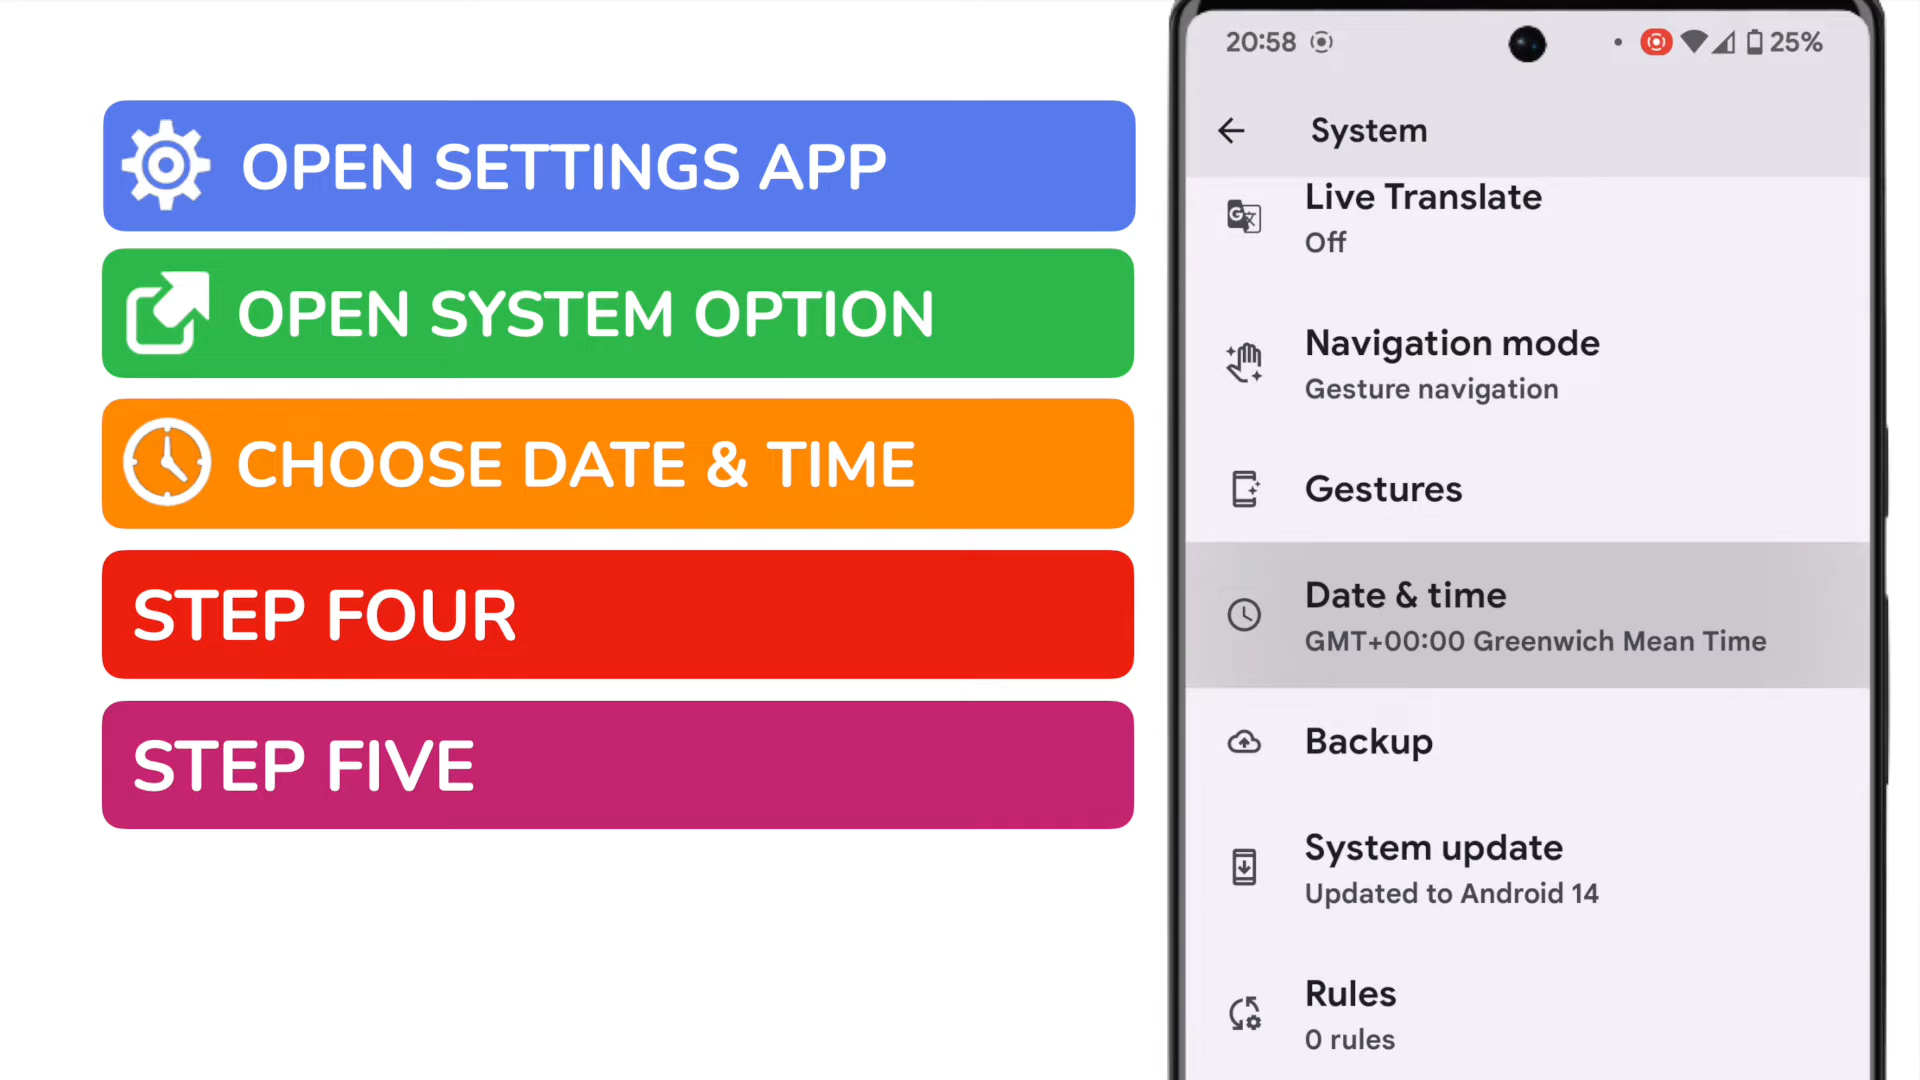 OPEN SETTINGS APP
OPEN SYSTEM OPTION
CHOOSE DATE & TIME
STEP FOUR
STEP FIVE
20:58
25%
System
Live Translate
Off
Navigation mode
Gesture navigation
Gestures
Date & time
GMT+00:00 Greenwich Mean Time
Backup
System update
Updated to Android 14
Rules
0 rules